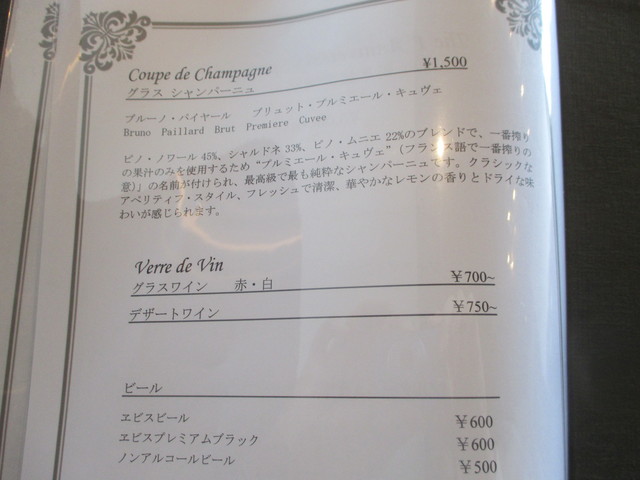 Coupe de Champagne ¥1,500
グラス シャンパーニュ
ブルーノ・パイヤール ブリュット・プルミエール・キュヴェ
Bruno Paillard Brut Premiere Cuvee
ピノ・ノワール 45%、シャルドネ 33%、ピノ・ムニエ 22%のブレンドで、一番搾り
の果汁のみを使用するため“プルミエール・キュヴェ”(フランス語で一番搾りの
意)」の名前が付けられ、最高級で最も純粋なシャンパーニュです。クラシックな
アペリティフ・スタイル、フレッシュで清潔、華やかなレモンの香りとドライな味
わいが感じられます。
Verre de Vin
グラスワイン 赤・白 ¥700~
デザートワイン ¥750~
ビール
ヱビスビール ¥600
ヱビスプレミアムブラック ¥600
ノンアルコールビール ¥500